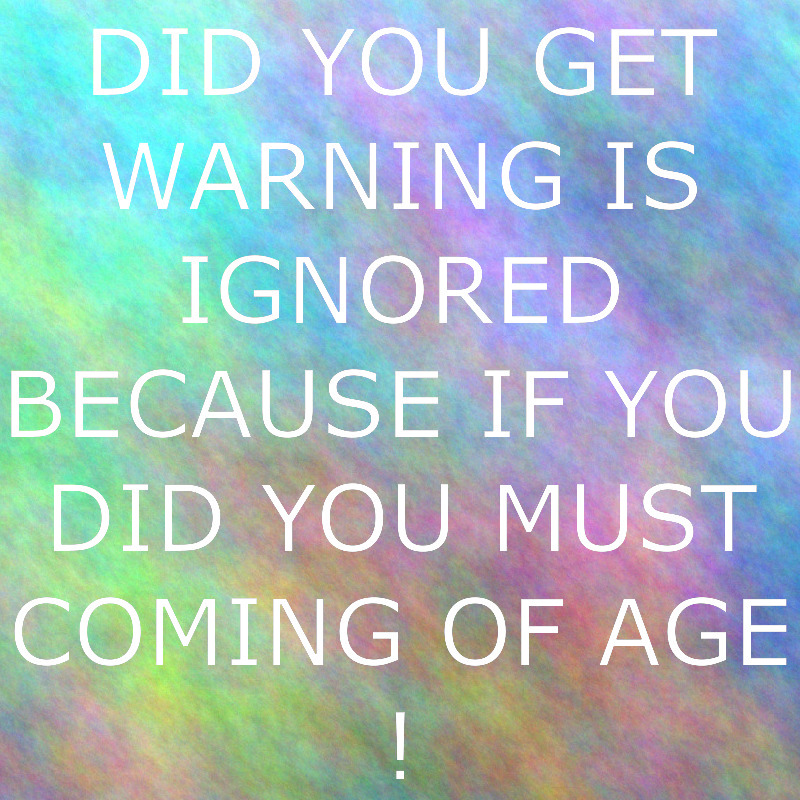 DID YOU GET
WARNING IS
IGNORED
BECAUSE IF YOU
DID YOU MUST
COMING OF AGE
!